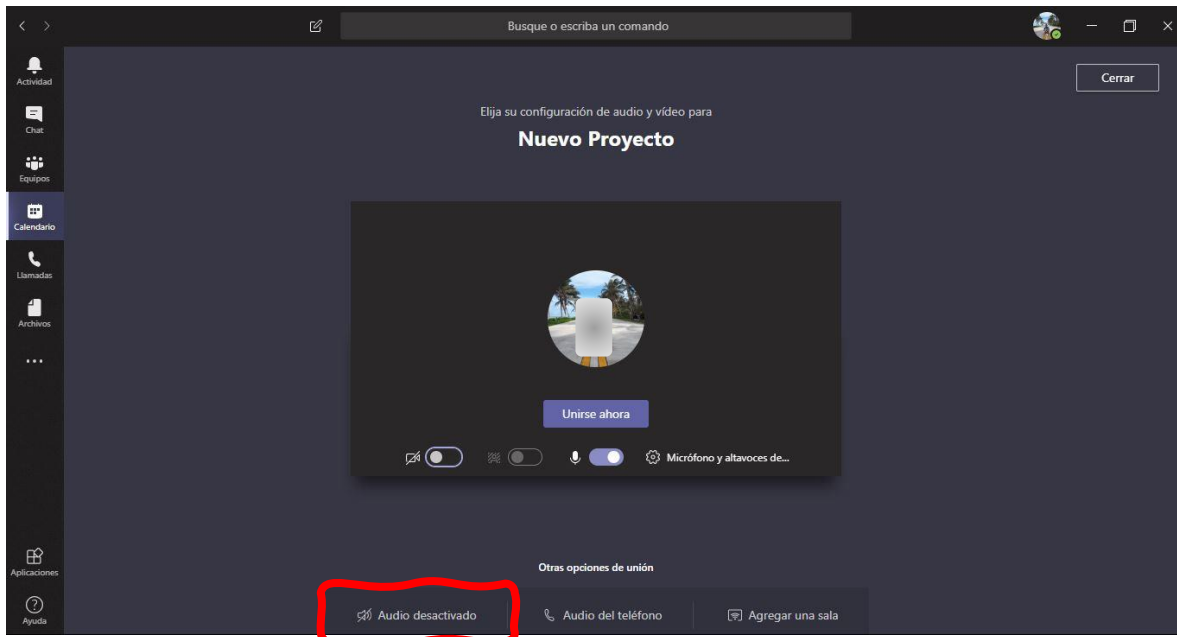 Busque o escriba un comando
Actividad
Chat
Equipos
Calendario
Llamadas
Archivos
Aplicaciones
Ayuda
Cerrar
Elija su configuración de audio y vídeo para
Nuevo Proyecto
Unirse ahora
Micrófono y altavoces de...
Otras opciones de unión
Audio desactivado
Audio del teléfono
Agregar una sala